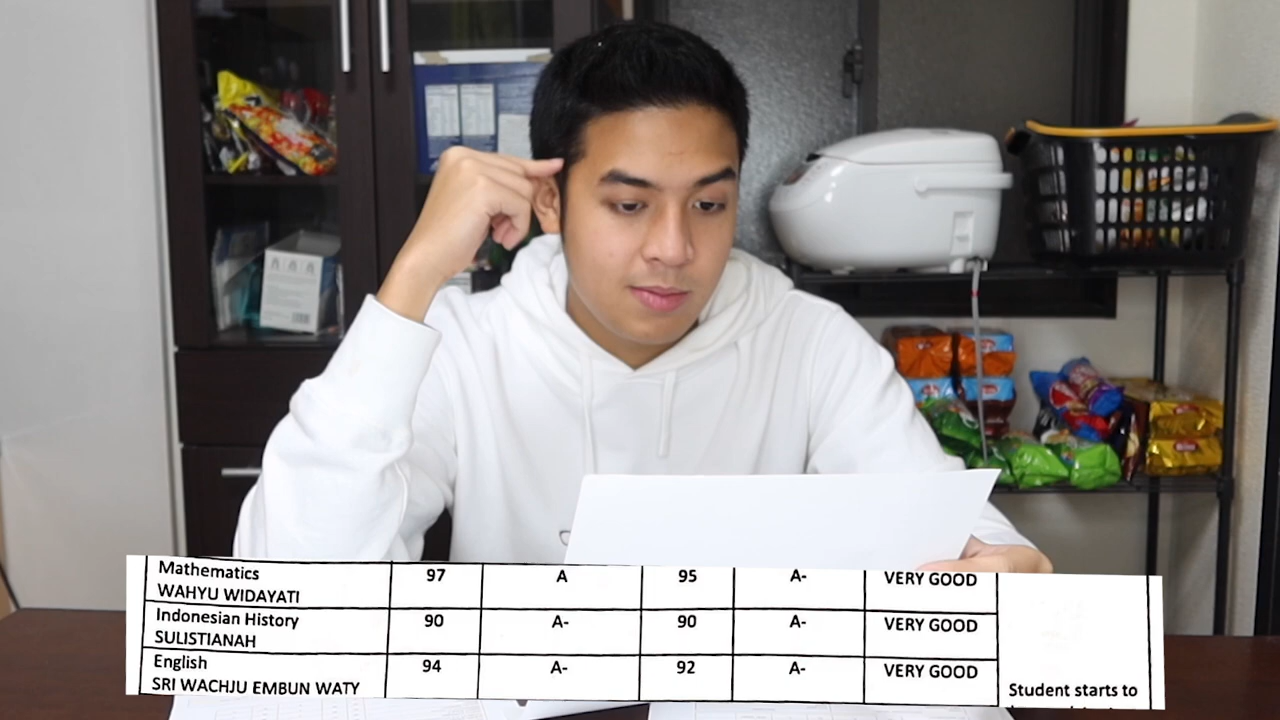 Mathematics 97 A 95 A- VERY GOOD
WAHYU WIDAYATI
Indonesian History 90 A- 90 A- VERY GOOD
SULISTIANAH
English 94 A- 92 A- VERY GOOD
SRI WACHJU EMBUN WATY
Student starts to